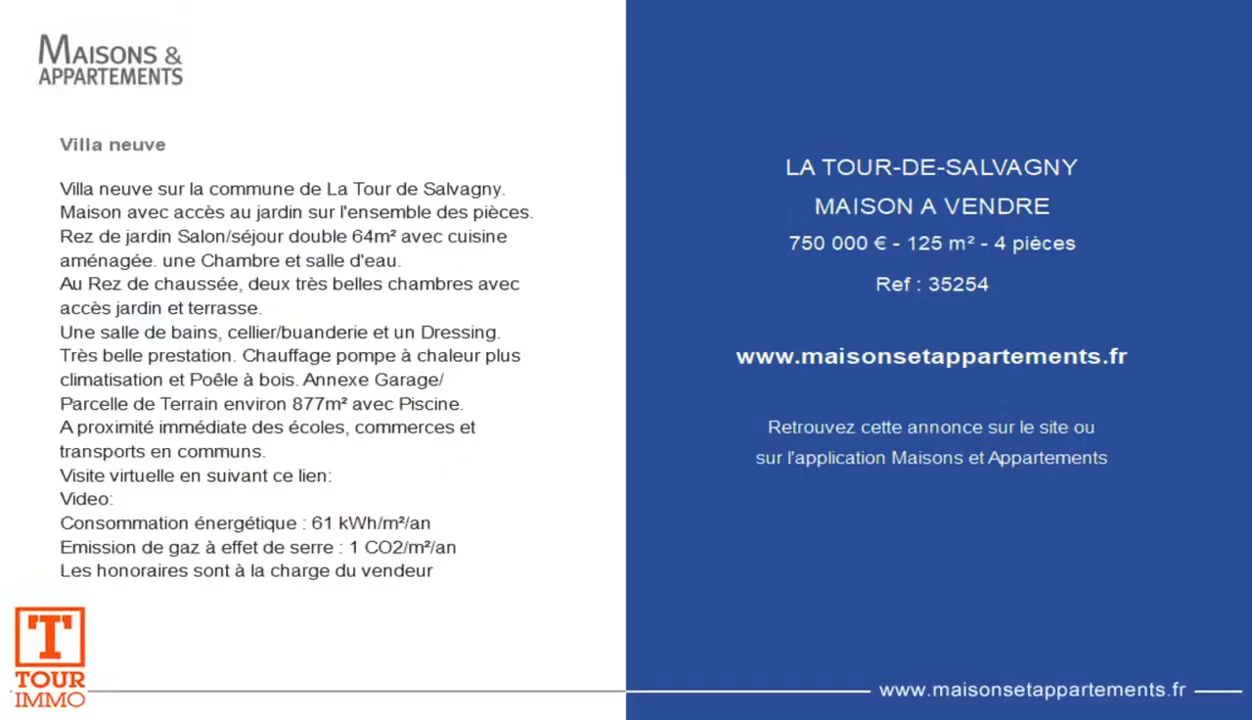 MAISONS &
APPARTEMENTS
Villa neuve
Villa neuve sur la commune de La Tour de Salvagny.
Maison avec accès au jardin sur l'ensemble des pièces.
Rez de jardin Salon/séjour double 64m² avec cuisine
aménagée. une Chambre et salle d'eau.
Au Rez de chaussée, deux très belles chambres avec
accès jardin et terrasse.
Une salle de bains, cellier/buanderie et un Dressing.
Très belle prestation. Chauffage pompe à chaleur plus
climatisation et Poêle à bois. Annexe Garage/
Parcelle de Terrain environ 877m² avec Piscine.
A proximité immédiate des écoles, commerces et
transports en communs.
Visite virtuelle en suivant ce lien:
Video:
Consommation énergétique : 61 kWh/m²/an
Emission de gaz à effet de serre : 1 CO2/m²/an
Les honoraires sont à la charge du vendeur
T
TOUR
IMMO
LA TOUR-DE-SALVAGNY
MAISON A VENDRE
750 000 € - 125 m² - 4 pièces
Ref : 35254
www.maisonsetappartements.fr
Retrouvez cette annonce sur le site ou
sur l'application Maisons et Appartements
www.maisonsetappartements.fr